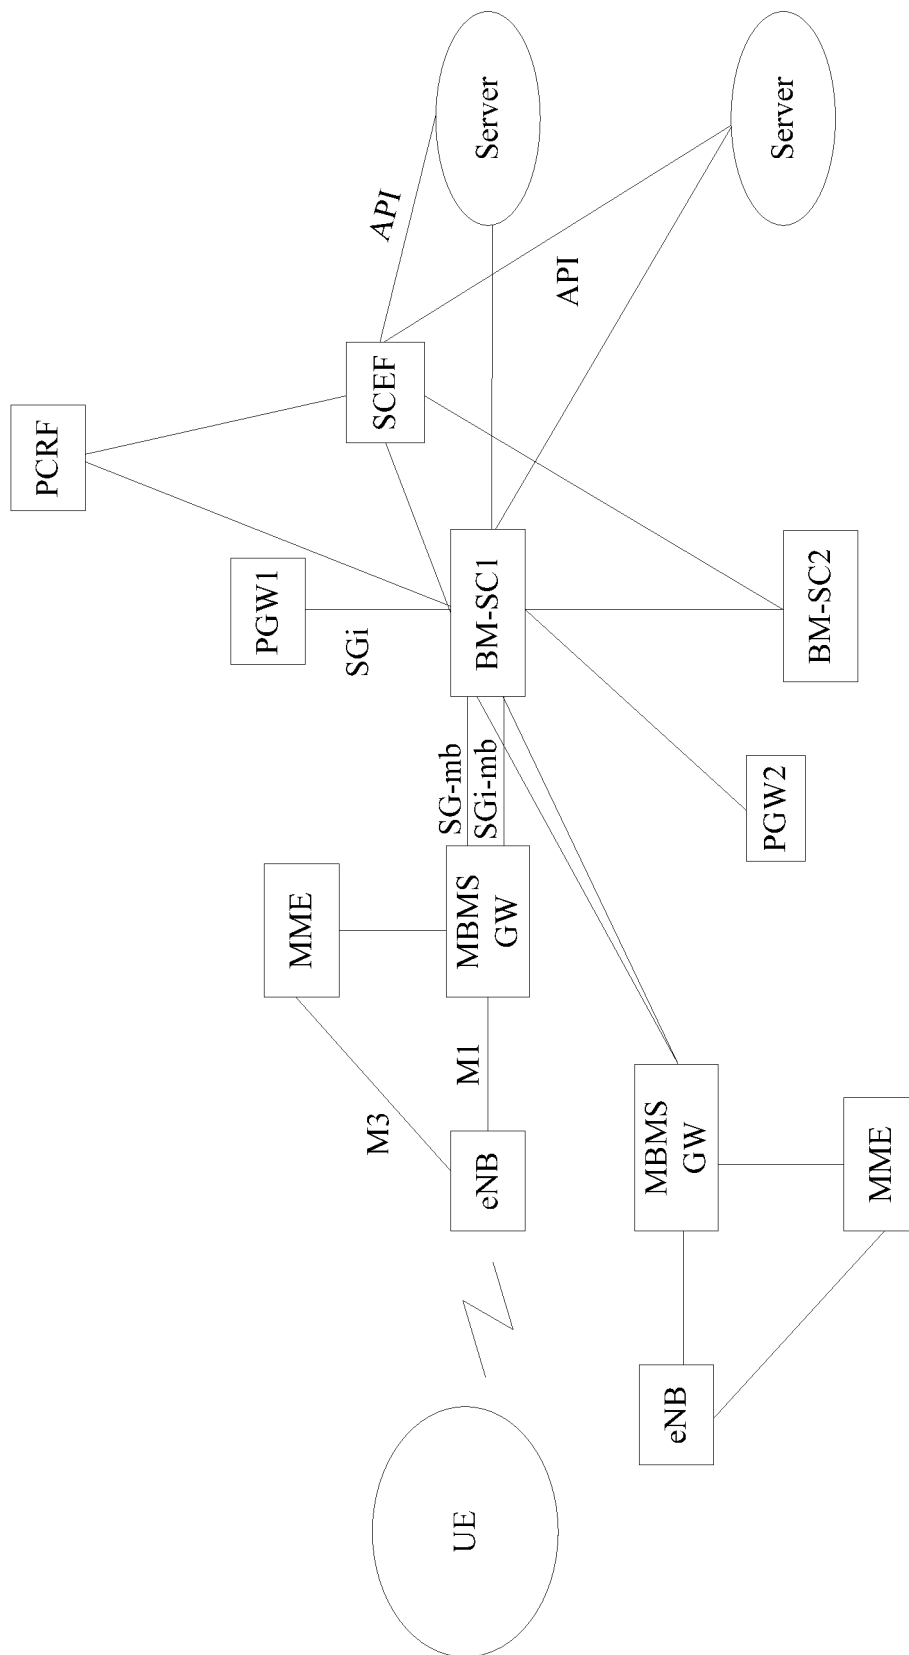 UE
eNB
M3
M1
MME
MBMS
GW
SG-mb
SGi-mb
PGW1
SGi
BM-SC1
PCRF
SCEF
API
Server
API
Server
eNB
MBMS
GW
MME
PGW2
BM-SC2